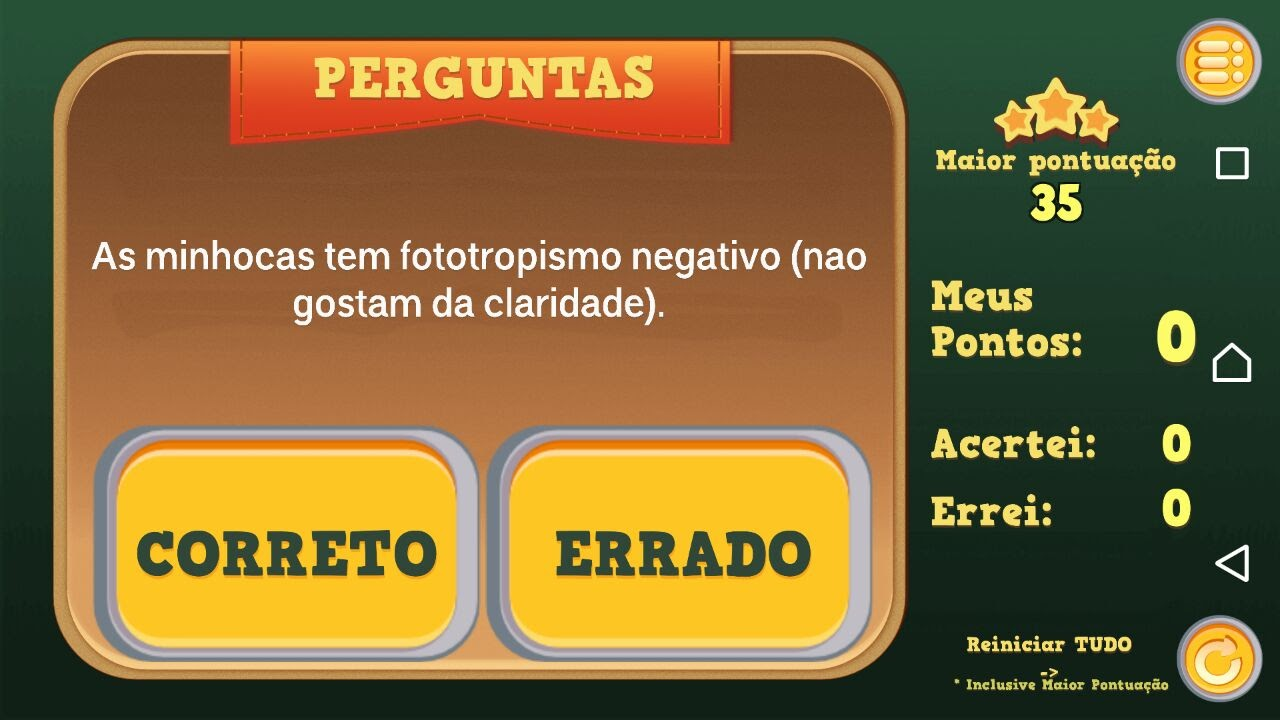 PERGUNTAS
As minhocas tem fototropismo negativo (nao
gostam da claridade).
CORRETO
ERRADO
Maior pontuação
35
Meus
Pontos: 0
Acertei: 0
Errei: 0
Reiniciar TUDO
->
* Inclusive Maior Pontuação